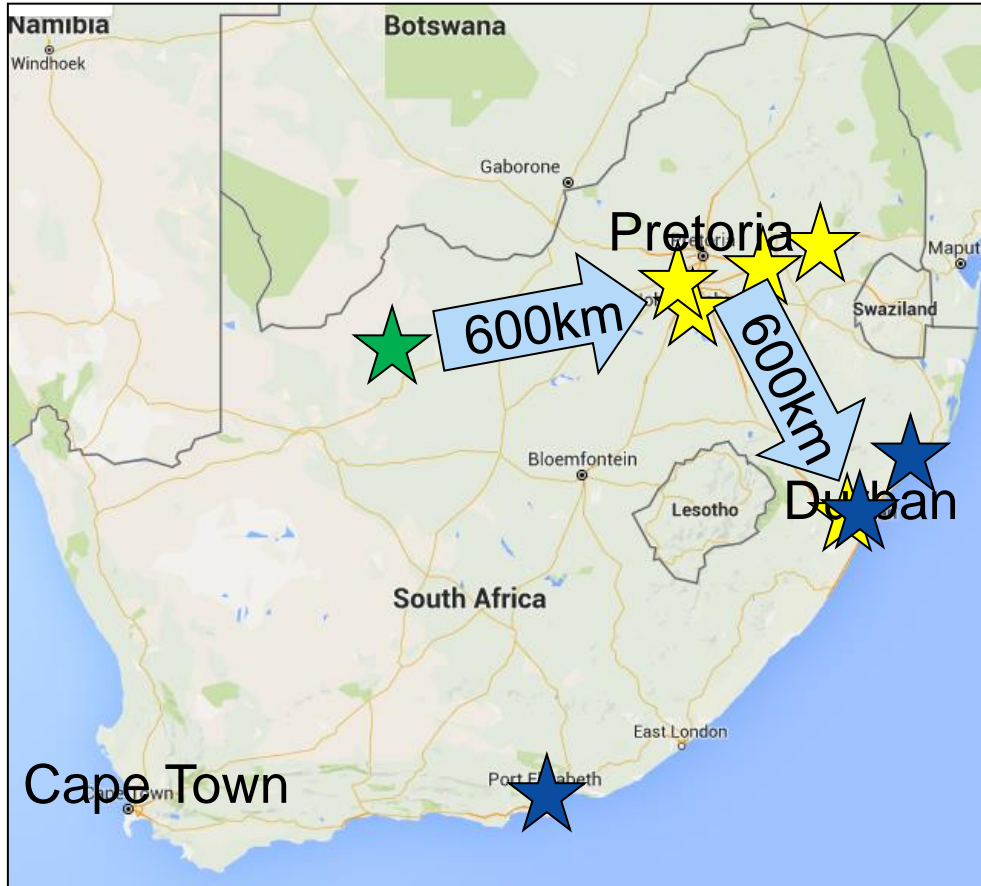 Namibia
Botswana
Windhoek
Gaborone
Pretoria
Maput
Swaziland
600km
600km
Bloemfontein
Lesotho
Durban
South Africa
East London
Port Elizabeth
Cape Town
Cape Town